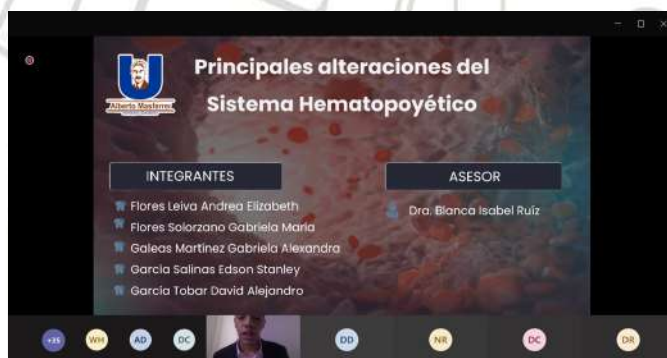 Principales alteraciones del
Sistema Hematopoyético
Alberto Masferrer
INTEGRANTES
Flores Leiva Andrea Elizabeth
Flores Solorzano Gabriela Maria
Galeas Martinez Gabriela Alexandra
Garcia Salinas Edson Stanley
García Tobar David Alejandro
ASESOR
Dra. Blanca Isabel Ruíz
+35
WH
AD
DC
DD
NR
DC
DR